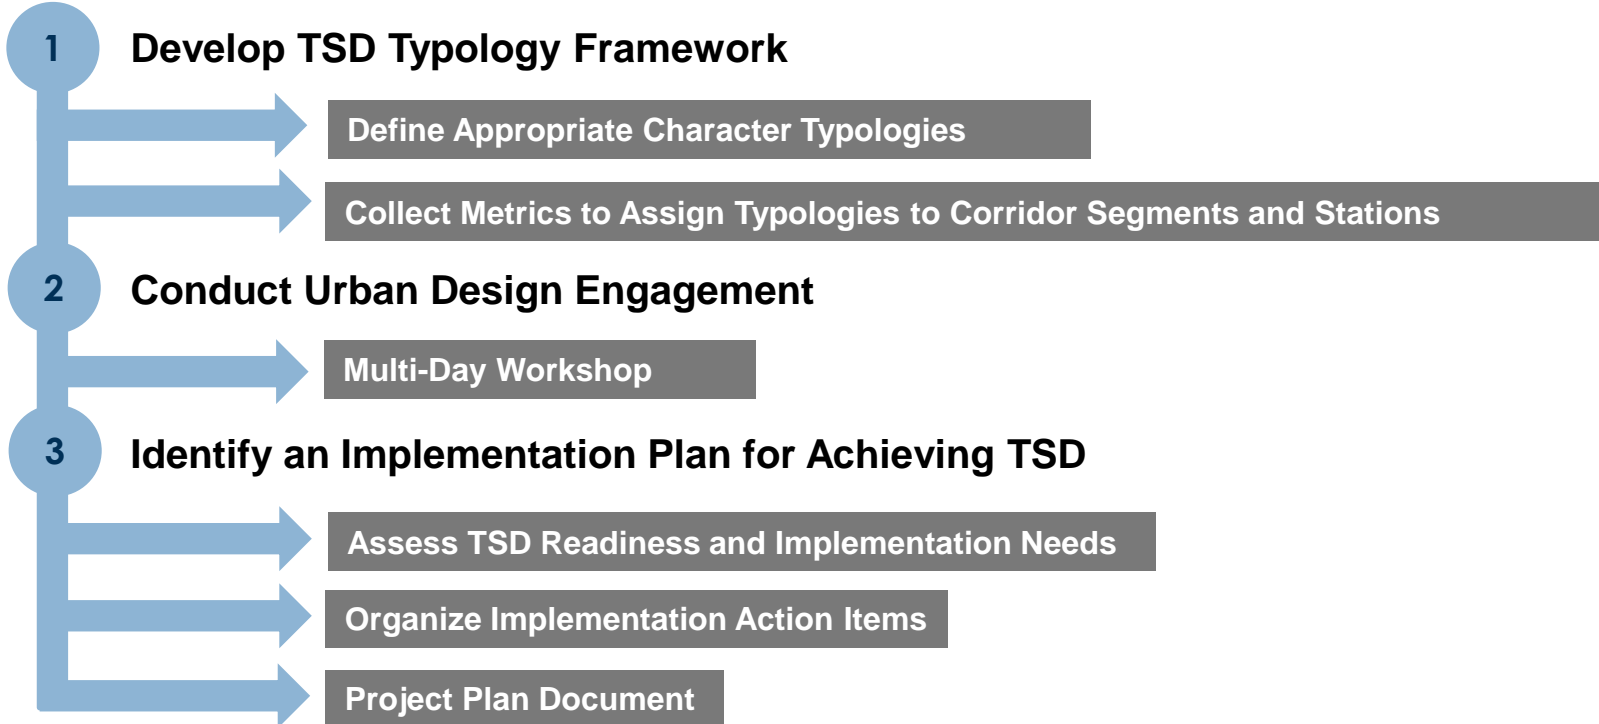 1
Develop TSD Typology Framework
Define Appropriate Character Typologies
Collect Metrics to Assign Typologies to Corridor Segments and Stations
2
Conduct Urban Design Engagement
Multi-Day Workshop
3
Identify an Implementation Plan for Achieving TSD
Assess TSD Readiness and Implementation Needs
Organize Implementation Action Items
Project Plan Document